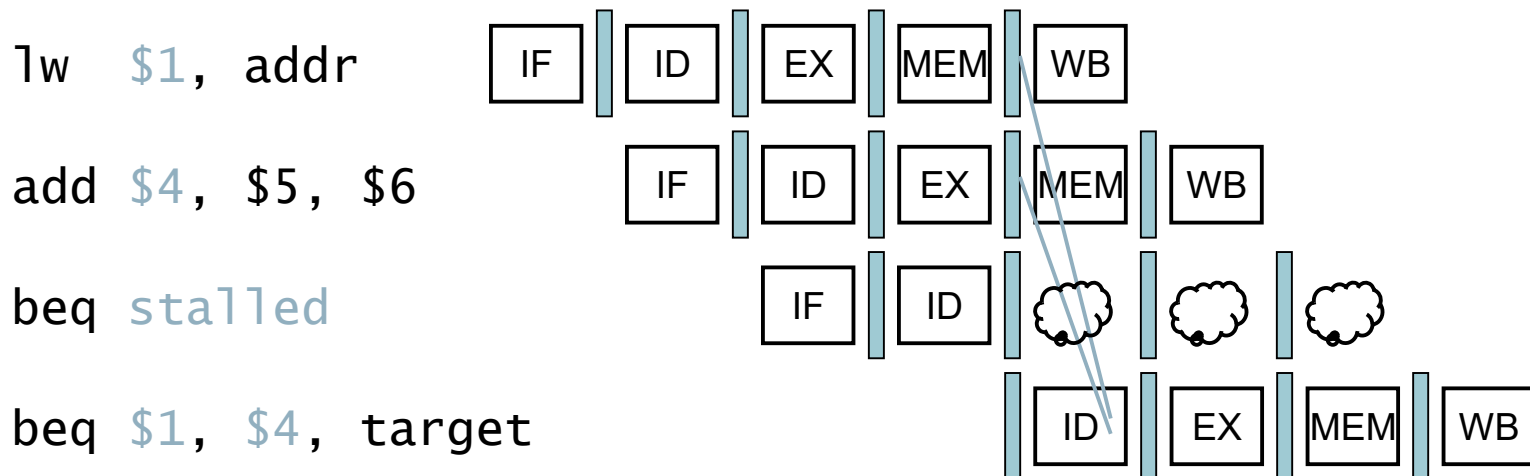 lw $1, addr IF ID EX MEM WB
add $4, $5, $6 IF ID EX MEM WB
beq stalled IF ID
beq $1, $4, target ID EX MEM WB